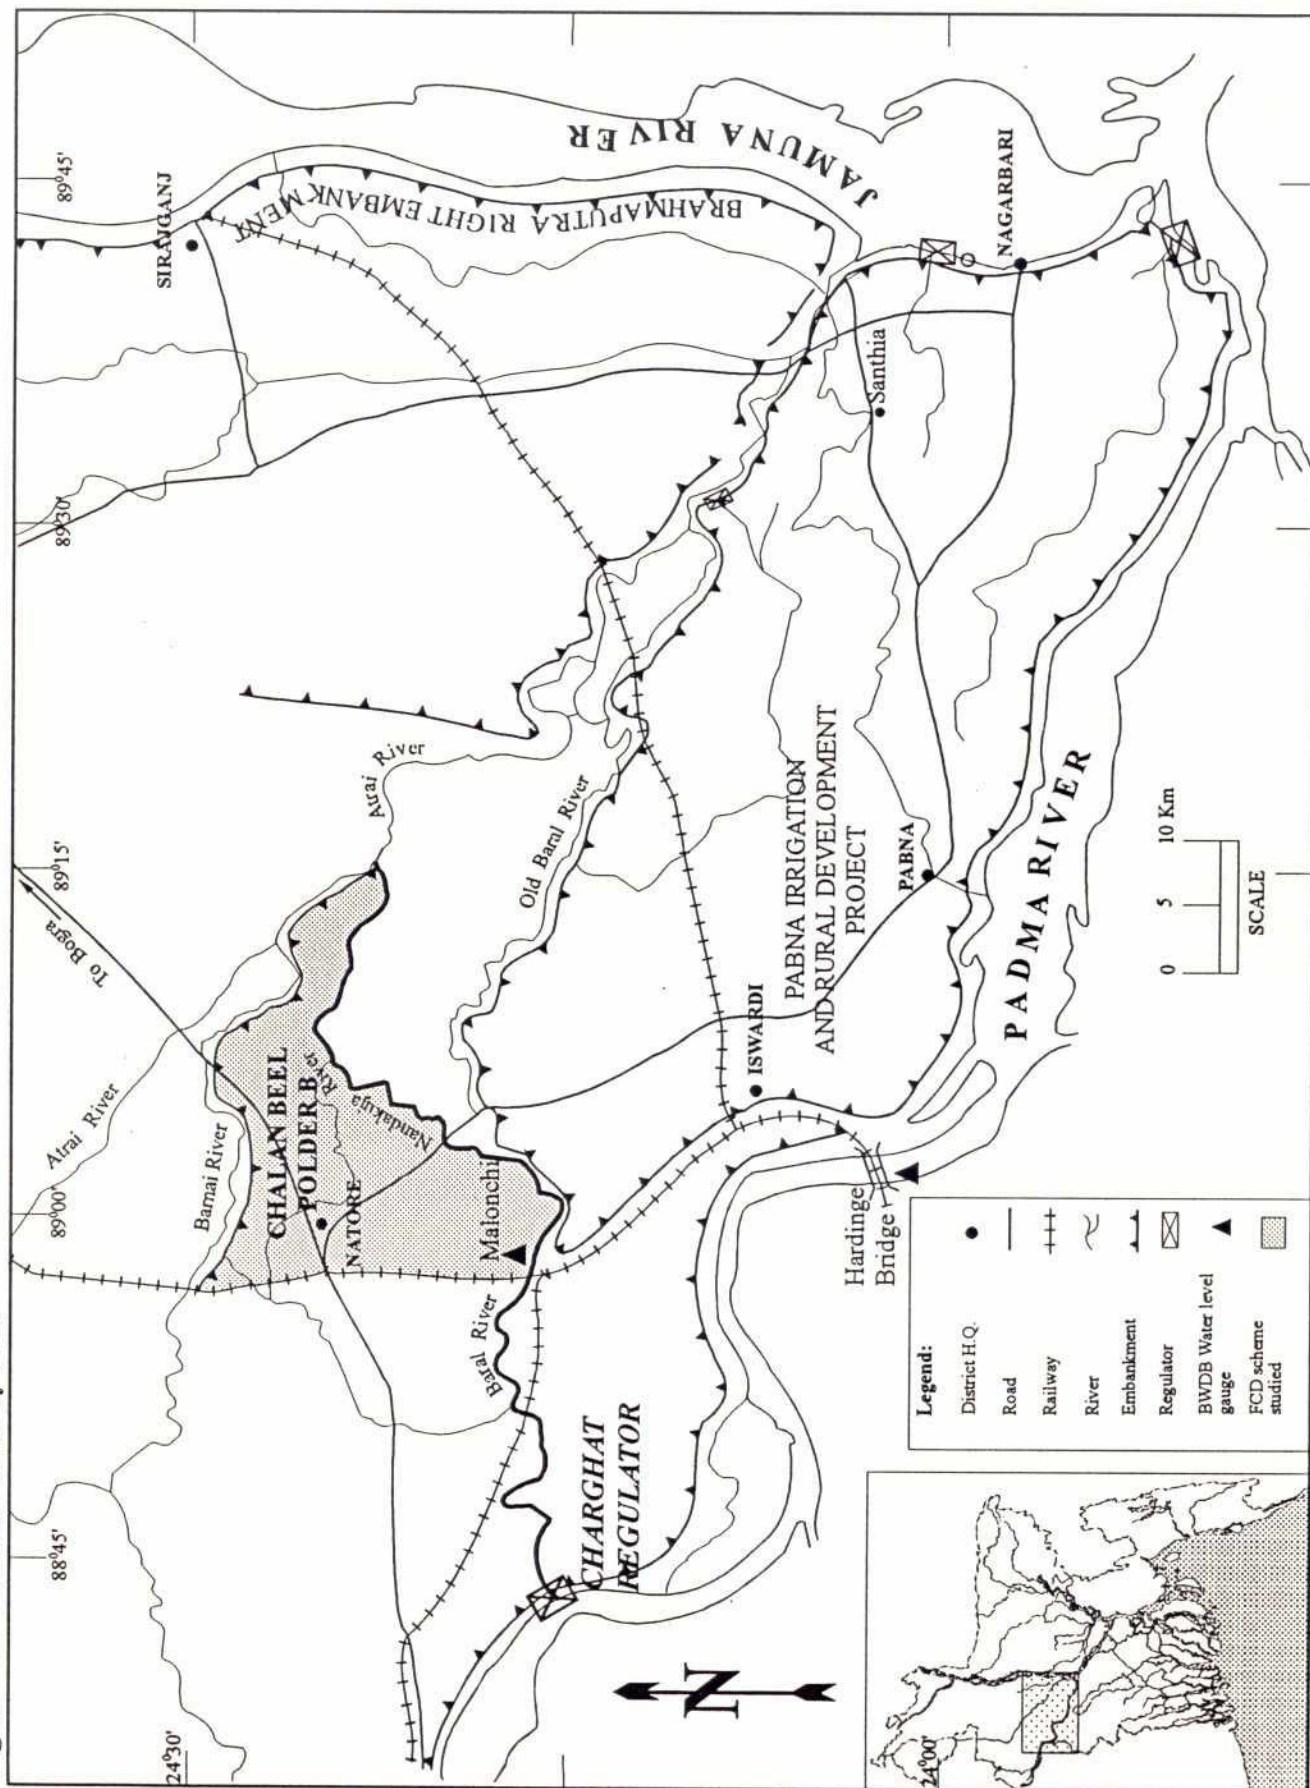 88°45'
89°00'
89°15'
89°30'
89°45'
24°30'
24°00'
To Bogra
Atrai River
Barnai River
CHALAN BEEL
POLDER B
NATORE
Nandakuja River
Malonchi
Baral River
CHARGHAT
REGULATOR
Atrai River
Old Baral River
SIRAJGANJ
BRAHMAPUTRA RIGHT EMBANKMENT
JAMUNA RIVER
NAGARBARI
Santhia
PABNA IRRIGATION
AND RURAL DEVELOPMENT
PROJECT
ISWARDI
PABNA
PADMA RIVER
Hardinge
Bridge
N
Legend:
District H.Q.
Road
Railway
River
Embankment
Regulator
BWDB Water level
gauge
FCD scheme
studied
0 5 10 Km
SCALE